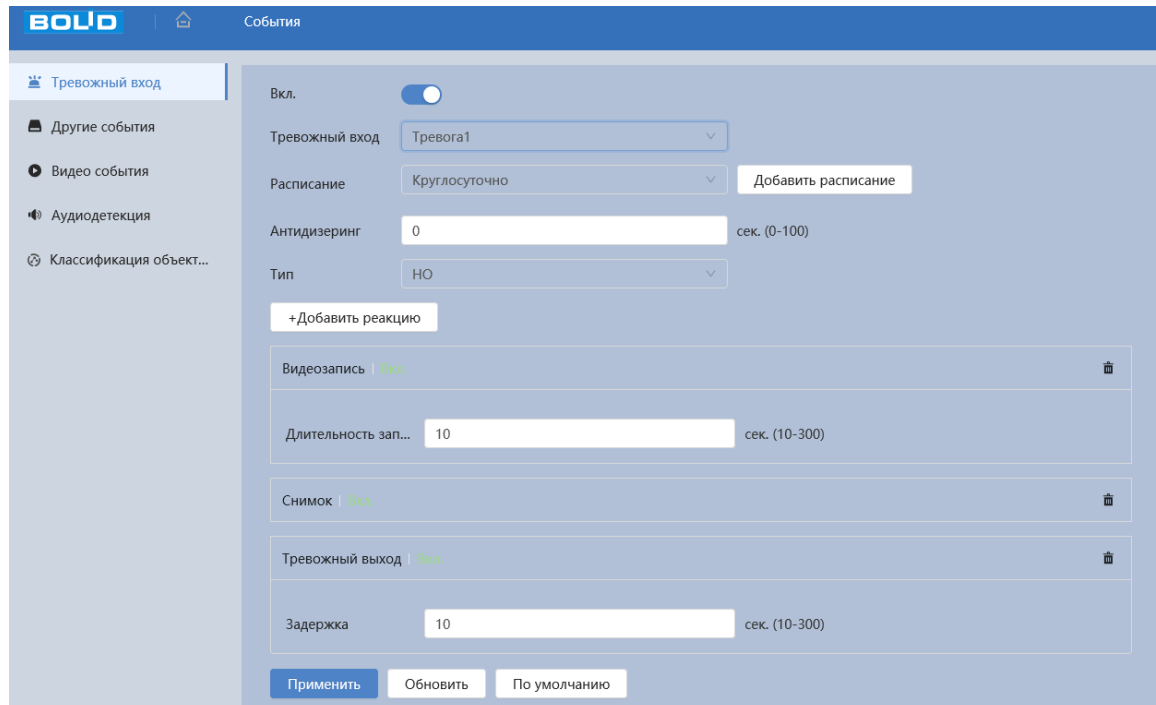 BOLID События
Тревожный вход
Другие события
Видео события
Аудиодетекция
Классификация объект...
Вкл.
Тревожный вход Тревога1
Расписание Круглосуточно Добавить расписание
Антидизеринг 0 сек. (0-100)
Тип НО
+Добавить реакцию
Видеозапись
Длительность зап... 10 сек. (10-300)
Снимок
Тревожный выход
Задержка 10 сек. (10-300)
Применить Обновить По умолчанию